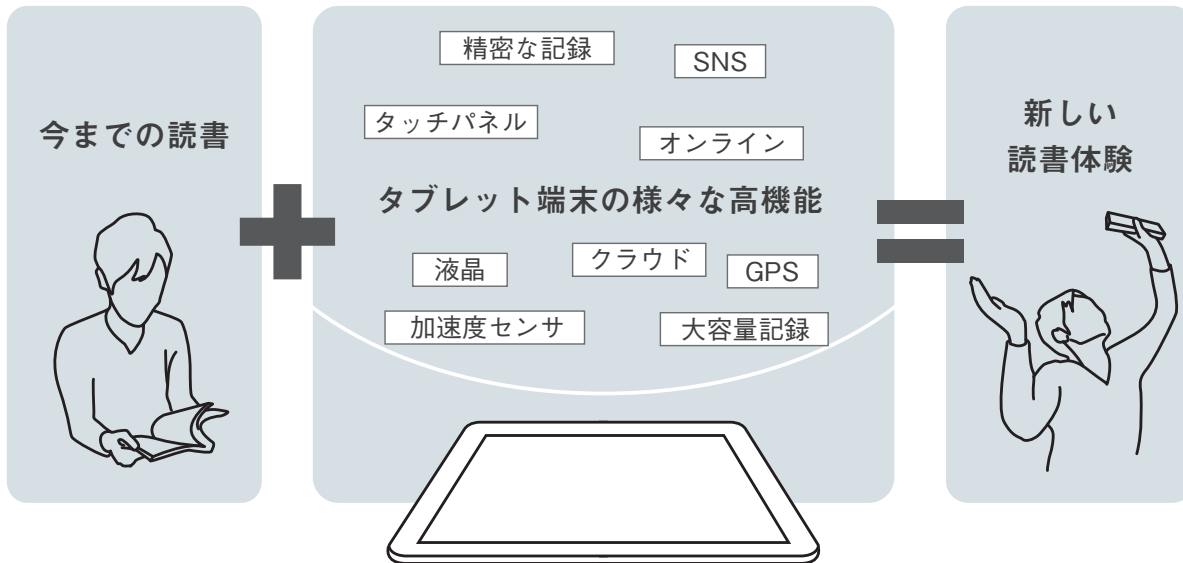 今までの読書
精密な記録
SNS
タッチパネル
オンライン
タブレット端末の様々な高機能
液晶
クラウド
GPS
加速度センサ
大容量記録
新しい
読書体験